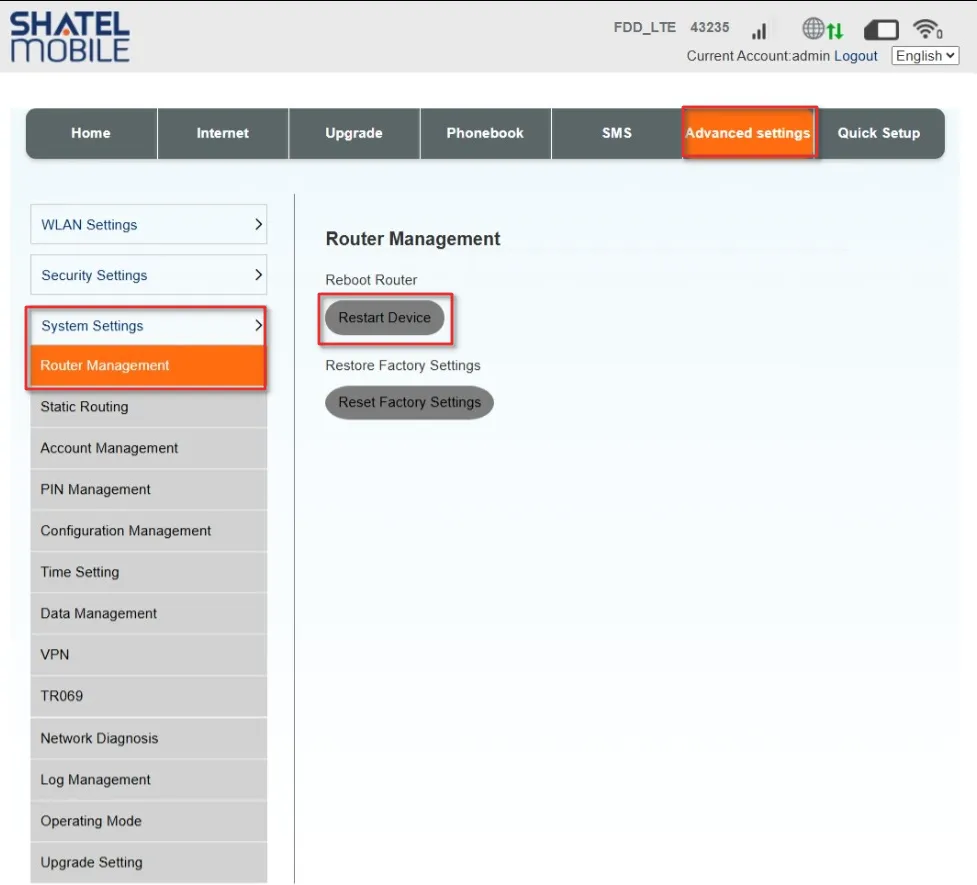 SHATEL
MOBILE
FDD_LTE 43235 0
Current Account:admin Logout English
Home Internet Upgrade Phonebook SMS Advanced settings Quick Setup
WLAN Settings
Security Settings
System Settings
Router Management
Static Routing
Account Management
PIN Management
Configuration Management
Time Setting
Data Management
VPN
TR069
Network Diagnosis
Log Management
Operating Mode
Upgrade Setting
Router Management
Reboot Router
Restart Device
Restore Factory Settings
Reset Factory Settings